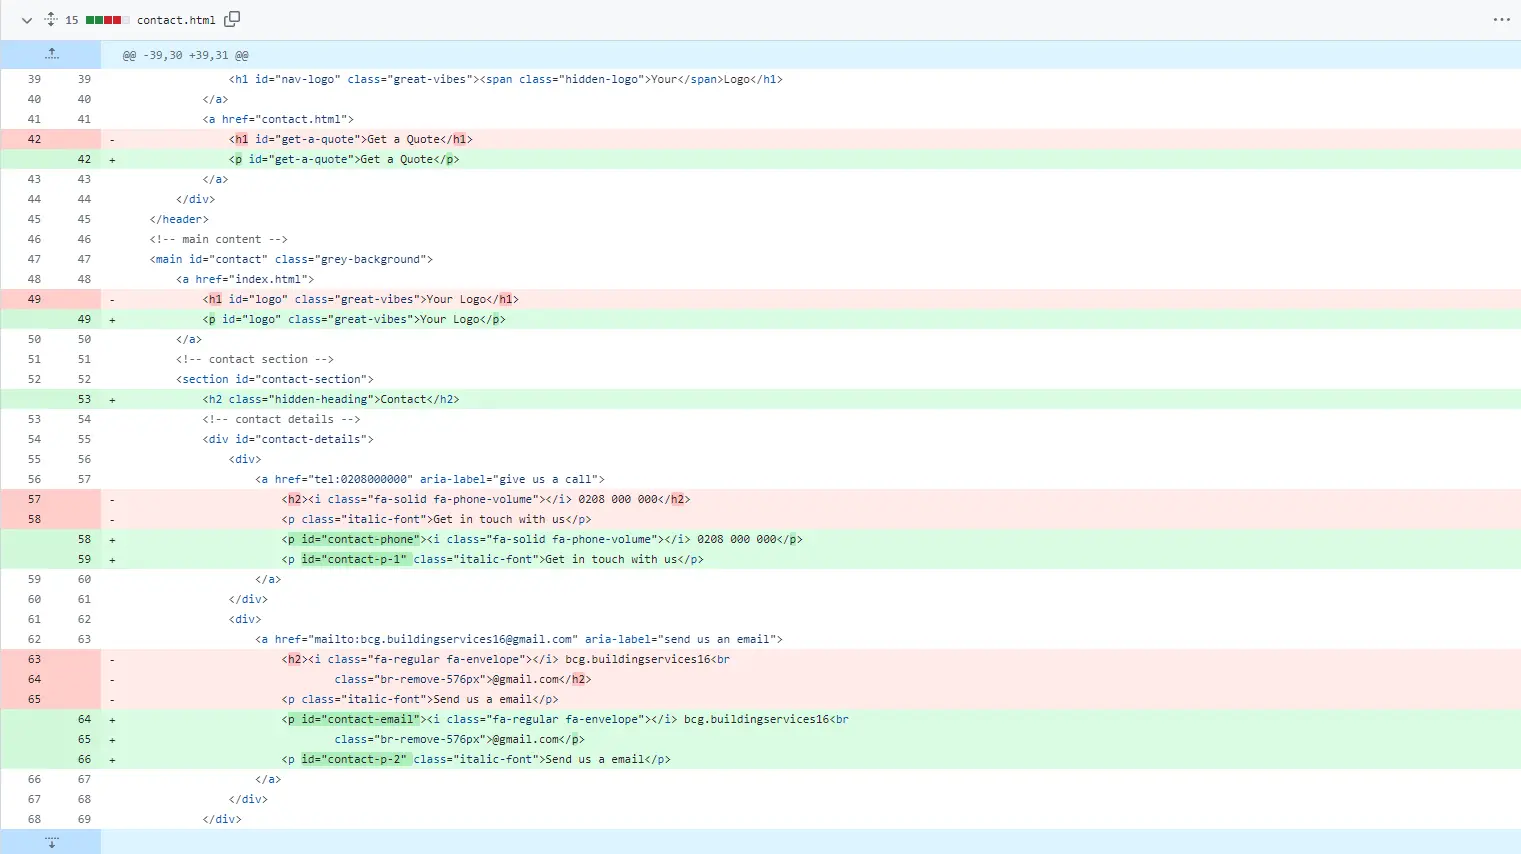 15 contact.html
@@ -39,30 +39,31 @@
39 39 <h1 id="nav-logo" class="great-vibes"><span class="hidden-logo">Your</span>Logo</h1>
40 40 </a>
41 41 <a href="contact.html">
42 - <h1 id="get-a-quote">Get a Quote</h1>
42 + <p id="get-a-quote">Get a Quote</p>
43 43 </a>
44 44 </div>
45 45 </header>
46 46 <!-- main content -->
47 47 <main id="contact" class="grey-background">
48 48 <a href="index.html">
49 - <h1 id="logo" class="great-vibes">Your Logo</h1>
49 + <p id="logo" class="great-vibes">Your Logo</p>
50 50 </a>
51 51 <!-- contact section -->
52 52 <section id="contact-section">
53 + <h2 class="hidden-heading">Contact</h2>
53 54 <!-- contact details -->
54 55 <div id="contact-details">
55 56 <div>
56 57 <a href="tel:0208000000" aria-label="give us a call">
57 - <h2><i class="fa-solid fa-phone-volume"></i> 0208 000 000</h2>
58 - <p class="italic-font">Get in touch with us</p>
58 + <p id="contact-phone"><i class="fa-solid fa-phone-volume"></i> 0208 000 000</p>
59 + <p id="contact-p-1" class="italic-font">Get in touch with us</p>
59 60 </a>
60 61 </div>
61 62 <div>
62 63 <a href="mailto:bcg.buildingservices16@gmail.com" aria-label="send us an email">
63 - <h2><i class="fa-regular fa-envelope"></i> bcg.buildingservices16<br
64 - class="br-remove-576px">@gmail.com</h2>
65 - <p class="italic-font">Send us a email</p>
64 + <p id="contact-email"><i class="fa-regular fa-envelope"></i> bcg.buildingservices16<br
65 + class="br-remove-576px">@gmail.com</p>
66 + <p id="contact-p-2" class="italic-font">Send us a email</p>
66 67 </a>
67 68 </div>
68 69 </div>